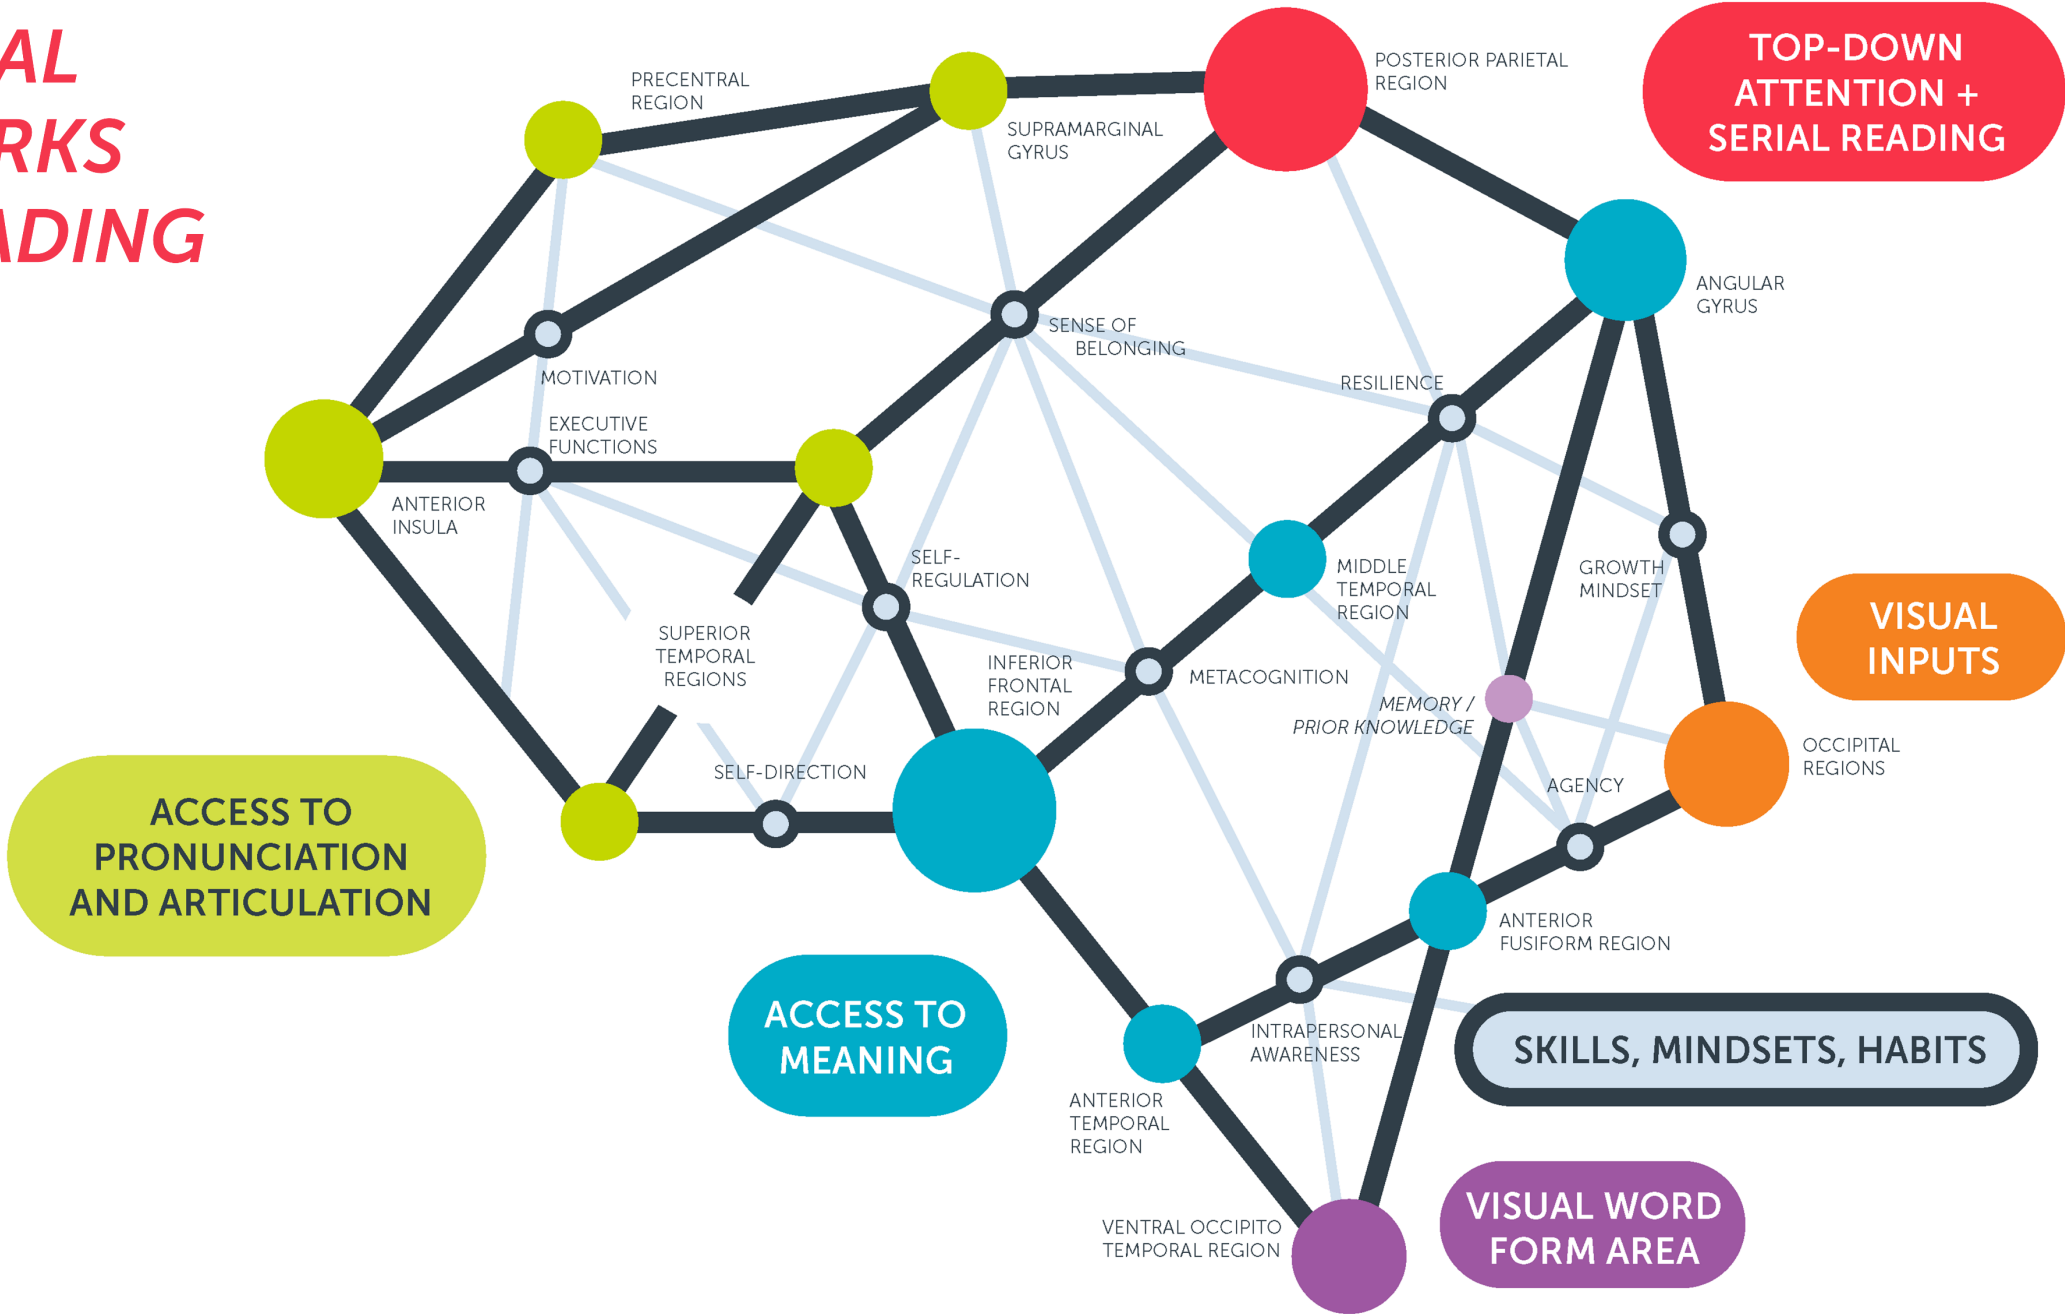 AL
RKS
ADING
PRECENTRAL
REGION
SUPRAMARGINAL
GYRUS
POSTERIOR PARIETAL
REGION
TOP-DOWN
ATTENTION +
SERIAL READING
ANGULAR
GYRUS
SENSE OF
BELONGING
RESILIENCE
MOTIVATION
EXECUTIVE
FUNCTIONS
ANTERIOR
INSULA
SELF-
REGULATION
MIDDLE
TEMPORAL
REGION
GROWTH
MINDSET
VISUAL
INPUTS
SUPERIOR
TEMPORAL
REGIONS
INFERIOR
FRONTAL
REGION
METACOGNITION
MEMORY /
PRIOR KNOWLEDGE
OCCIPITAL
REGIONS
SELF-DIRECTION
AGENCY
ACCESS TO
PRONUNCIATION
AND ARTICULATION
ANTERIOR
FUSIFORM REGION
ACCESS TO
MEANING
INTRAPERSONAL
AWARENESS
SKILLS, MINDSETS, HABITS
ANTERIOR
TEMPORAL
REGION
VENTRAL OCCIPITO
TEMPORAL REGION
VISUAL WORD
FORM AREA